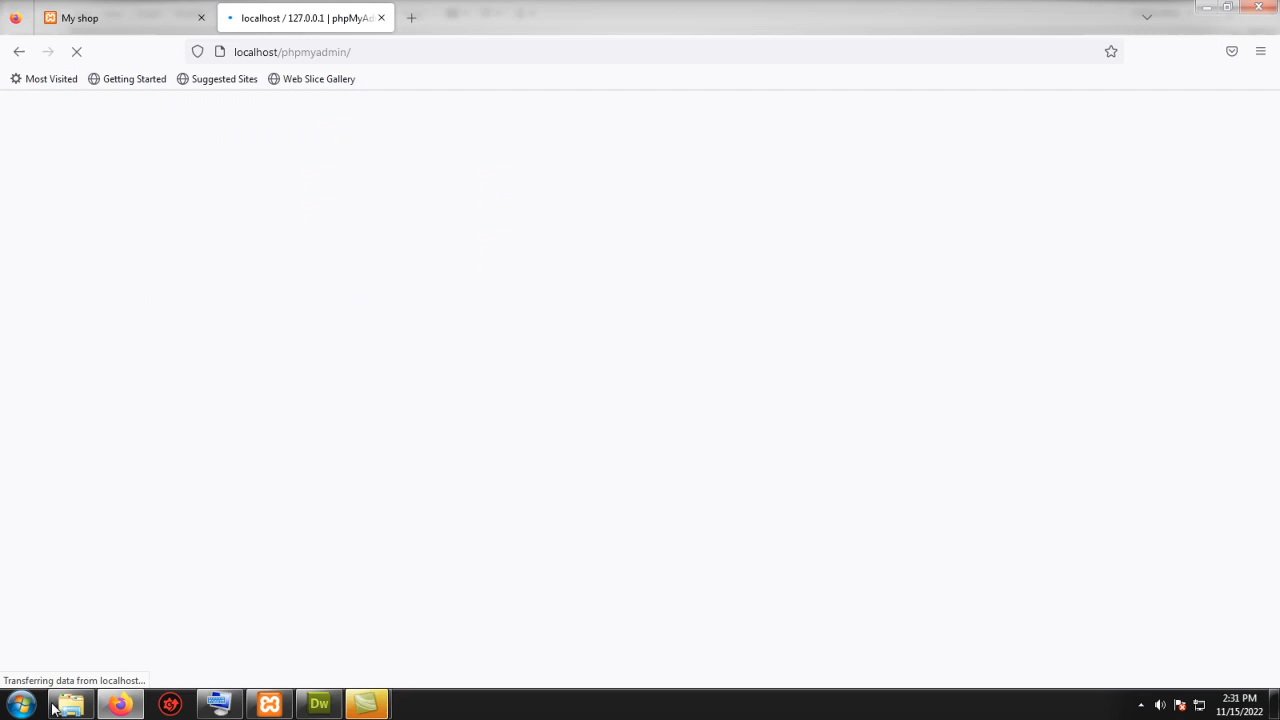 My shop
localhost / 127.0.0.1 | phpMyAd
localhost/phpmyadmin/
Most Visited
Getting Started
Suggested Sites
Web Slice Gallery
Transferring data from localhost...
Dw
2:31 PM
11/15/2022